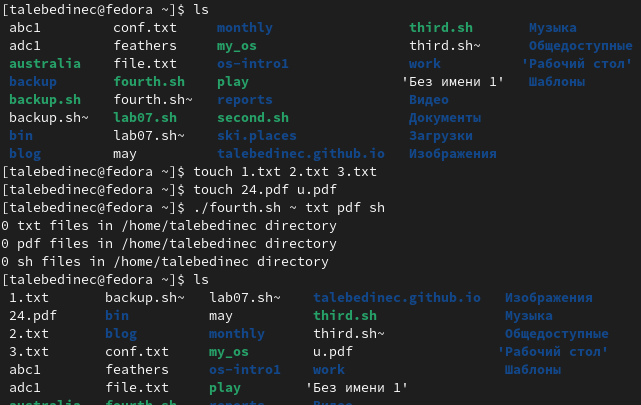 [talebedinec@fedora ~]$ ls
abc1 conf.txt monthly third.sh Музыка
adc1 feathers my_os third.sh~ Общедоступные
australia file.txt os-intro1 work 'Рабочий стол'
backup fourth.sh play 'Без имени 1' Шаблоны
backup.sh fourth.sh~ reports Видео
backup.sh~ lab07.sh second.sh Документы
bin lab07.sh~ ski.places Загрузки
blog may talebedinec.github.io Изображения
[talebedinec@fedora ~]$ touch 1.txt 2.txt 3.txt
[talebedinec@fedora ~]$ touch 24.pdf u.pdf
[talebedinec@fedora ~]$ ./fourth.sh ~ txt pdf sh
0 txt files in /home/talebedinec directory
0 pdf files in /home/talebedinec directory
0 sh files in /home/talebedinec directory
[talebedinec@fedora ~]$ ls
1.txt backup.sh~ lab07.sh~ talebedinec.github.io Изображения
24.pdf bin may third.sh Музыка
2.txt blog monthly third.sh~ Общедоступные
3.txt conf.txt my_os u.pdf 'Рабочий стол'
abc1 feathers os-intro1 work Шаблоны
adc1 file.txt play 'Без имени 1'
australia fourth.sh reports Видео